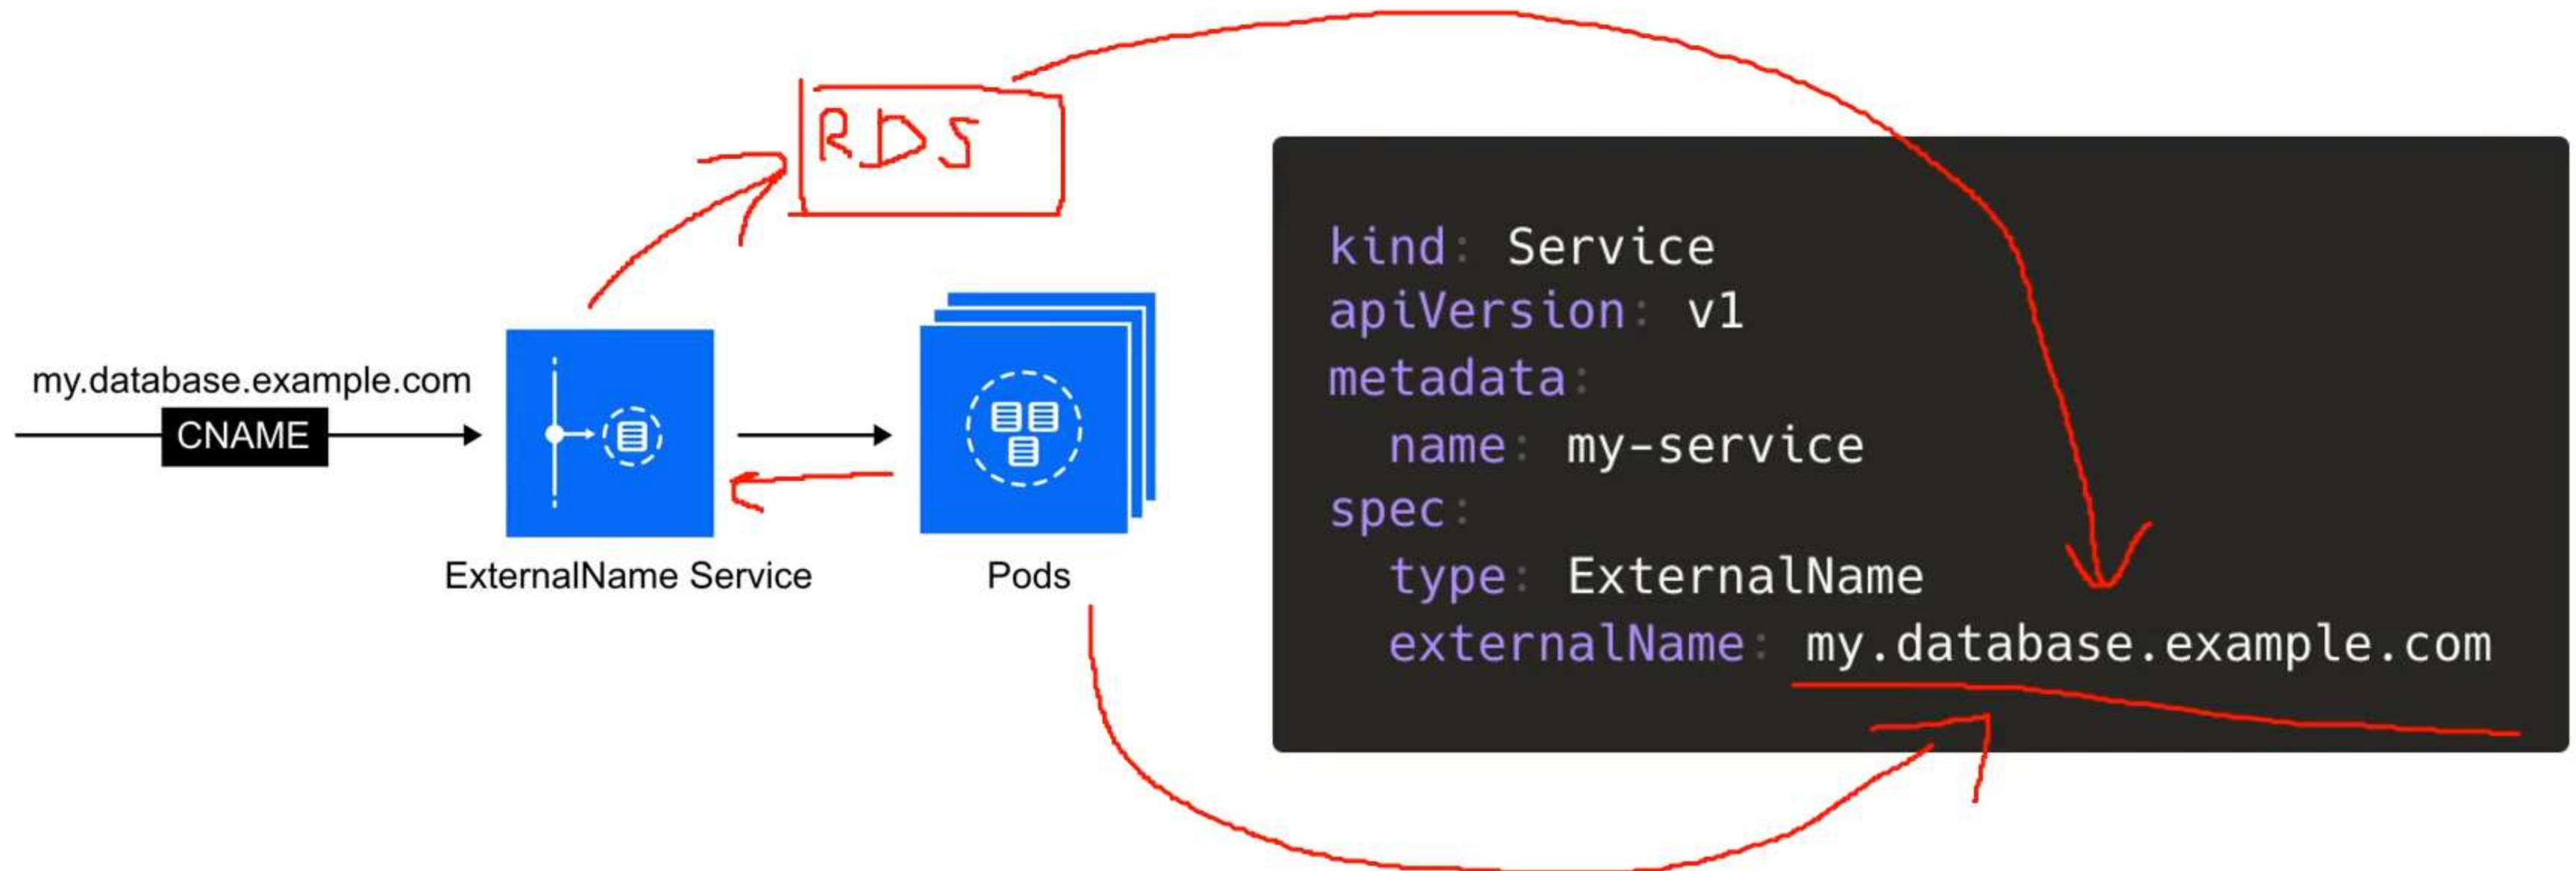 RDS
my.database.example.com
CNAME
ExternalName Service
Pods
kind: Service
apiVersion: v1
metadata:
  name: my-service
spec:
  type: ExternalName
  externalName: my.database.example.com